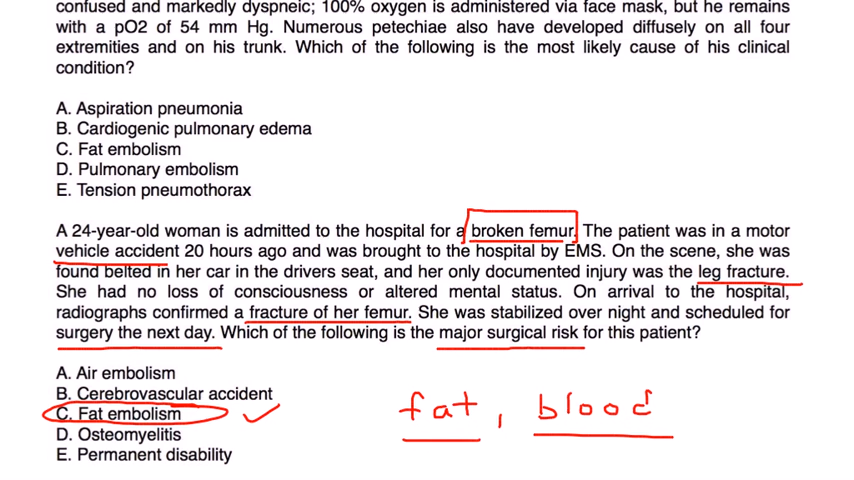 confused and markedly dyspneic; 100% oxygen is administered via face mask, but he remains
with a pO2 of 54 mm Hg. Numerous petechiae also have developed diffusely on all four
extremities and on his trunk. Which of the following is the most likely cause of his clinical
condition?
A. Aspiration pneumonia
B. Cardiogenic pulmonary edema
C. Fat embolism
D. Pulmonary embolism
E. Tension pneumothorax
A 24-year-old woman is admitted to the hospital for a broken femur. The patient was in a motor
vehicle accident 20 hours ago and was brought to the hospital by EMS. On the scene, she was
found belted in her car in the drivers seat, and her only documented injury was the leg fracture.
She had no loss of consciousness or altered mental status. On arrival to the hospital,
radiographs confirmed a fracture of her femur. She was stabilized over night and scheduled for
surgery the next day. Which of the following is the major surgical risk for this patient?
A. Air embolism
B. Cerebrovascular accident
C. Fat embolism
D. Osteomyelitis
E. Permanent disability
fat, blood